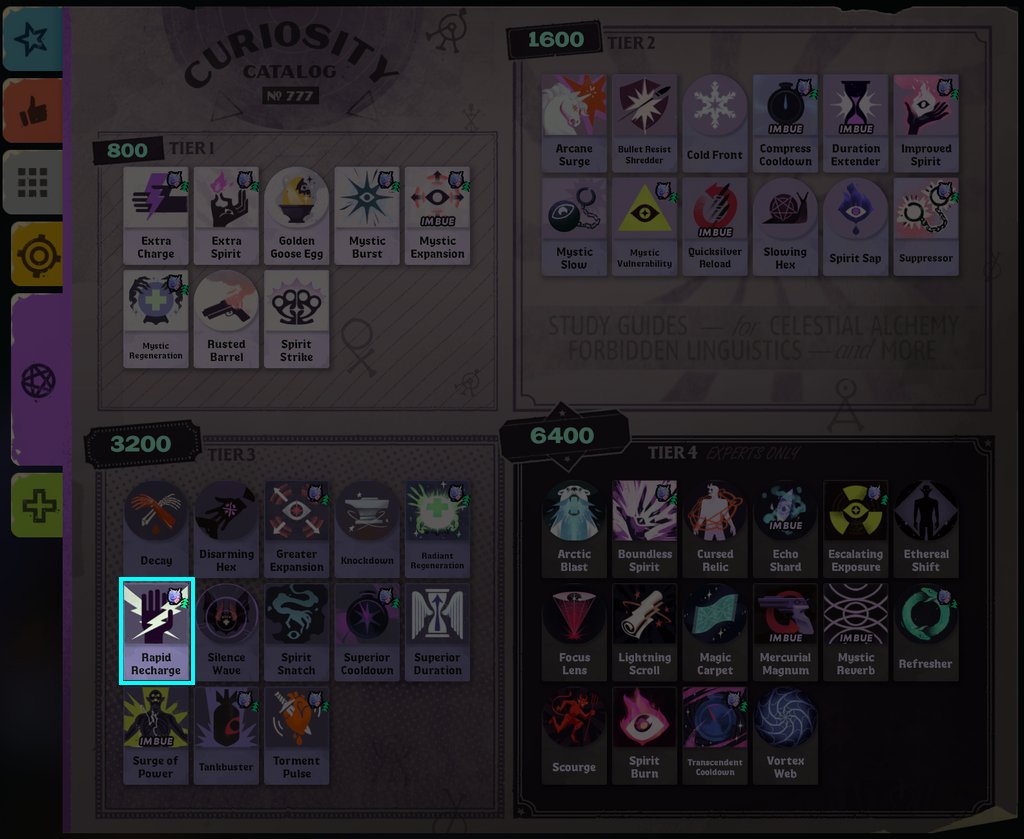 CURIOSITY
CATALOG
Nº 777
800 TIER 1
Extra Charge
Extra Spirit
Golden Goose Egg
Mystic Burst
IMBUE
Mystic Expansion
Mystic Regeneration
Rusted Barrel
Spirit Strike
1600 TIER 2
Arcane Surge
Bullet Resist Shredder
Cold Front
IMBUE
Compress Cooldown
IMBUE
Duration Extender
Improved Spirit
Mystic Slow
Mystic Vulnerability
IMBUE
Quicksilver Reload
Slowing Hex
Spirit Sap
Suppressor
STUDY GUIDES — for CELESTIAL ALCHEMY
FORBIDDEN LINGUISTICS — and MORE
3200 TIER 3
Decay
Disarming Hex
Greater Expansion
Knockdown
Radiant Regeneration
Rapid Recharge
Silence Wave
Spirit Snatch
Superior Cooldown
Superior Duration
IMBUE
Surge of Power
Tankbuster
Torment Pulse
6400 TIER 4 EXPERTS ONLY
Arctic Blast
Boundless Spirit
Cursed Relic
IMBUE
Echo Shard
Escalating Exposure
Ethereal Shift
Focus Lens
Lightning Scroll
Magic Carpet
IMBUE
Mercurial Magnum
IMBUE
Mystic Reverb
Refresher
Scourge
Spirit Burn
Transcendent Cooldown
Vortex Web